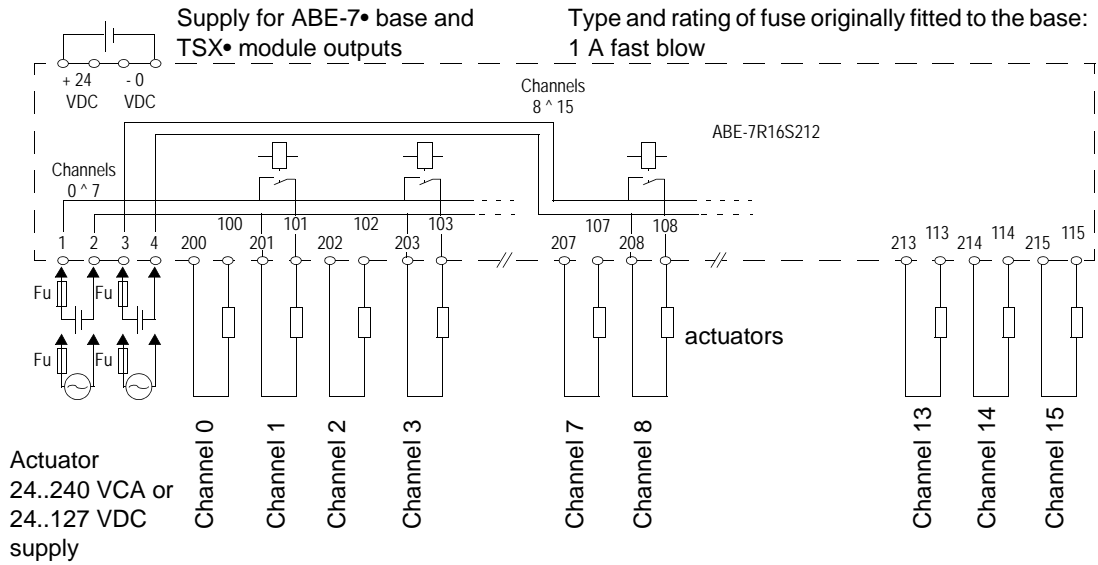 Supply for ABE-7• base and
TSX• module outputs
Type and rating of fuse originally fitted to the base:
1 A fast blow
+ 24
VDC
- 0
VDC
Channels
8 ^ 15
ABE-7R16S212
Channels
0 ^ 7
100 101 102 103 107 108 113 114 115
1 2 3 4 200 201 202 203 207 208 213 214 215
Fu Fu
Fu Fu
actuators
Channel 0
Channel 1
Channel 2
Channel 3
Channel 7
Channel 8
Channel 13
Channel 14
Channel 15
Actuator
24..240 VCA or
24..127 VDC
supply